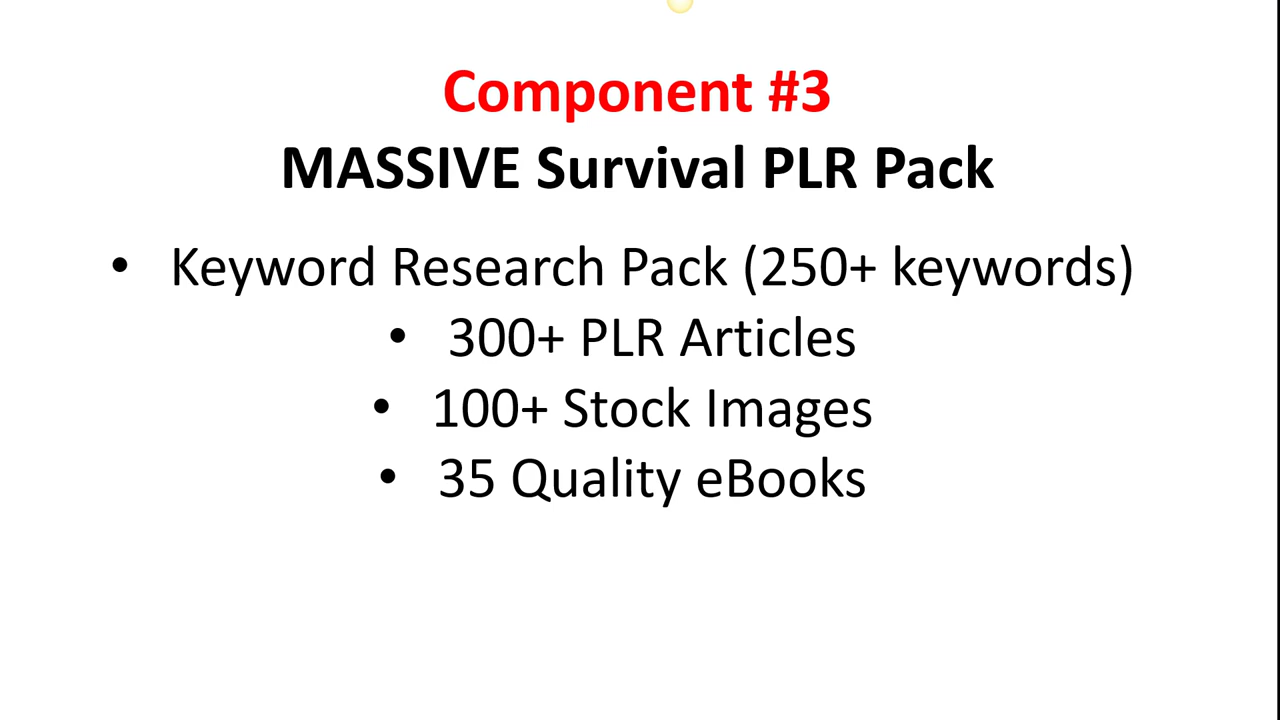 Component #3
MASSIVE Survival PLR Pack
• Keyword Research Pack (250+ keywords)
• 300+ PLR Articles
• 100+ Stock Images
• 35 Quality eBooks